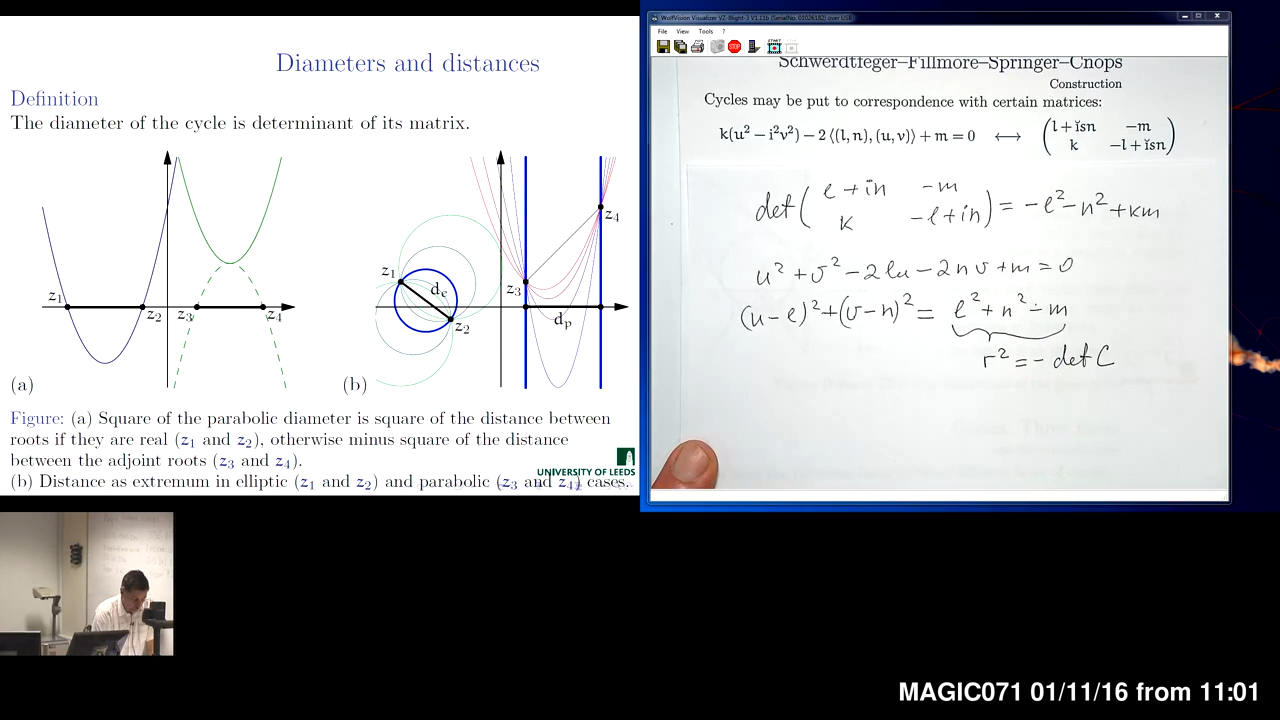 Diameters and distances
Definition
The diameter of the cycle is determinant of its matrix.
z₁
z₂
z₃
z₄
(a)
z₁
dₑ
z₂
z₃
z₄
dₚ
(b)
Figure: (a) Square of the parabolic diameter is square of the distance between
roots if they are real (z₁ and z₂), otherwise minus square of the distance
between the adjoint roots (z₃ and z₄).
UNIVERSITY OF LEEDS
(b) Distance as extremum in elliptic (z₁ and z₂) and parabolic (z₃ and z₄) cases.
WolfVision Visualizer
File View Tools ?
START
STOP
Schwerdtfeger–Fillmore–Springer–Cnops
Construction
Cycles may be put to correspondence with certain matrices:
k(u² − i²v²) − 2⟨(l, n), (u, v)⟩ + m = 0 ⟷ ( l + ĭsn −m
k −l + ĭsn )
det ( l + in −m
k −l + in ) = −l² − n² + km
u² + v² − 2lu − 2nv + m = 0
(u − l)² + (v − n)² = l² + n² − m
r² = − det C
MAGIC071 01/11/16 from 11:01